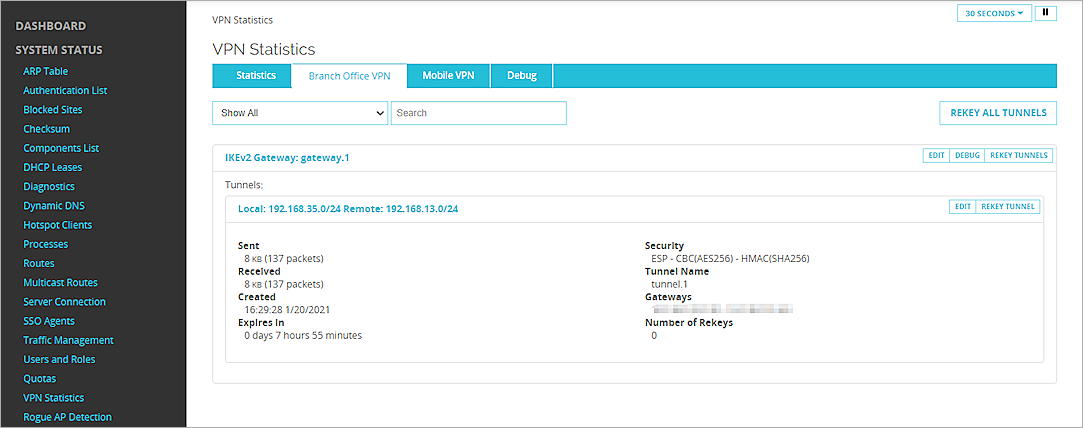 DASHBOARD
SYSTEM STATUS
ARP Table
Authentication List
Blocked Sites
Checksum
Components List
DHCP Leases
Diagnostics
Dynamic DNS
Hotspot Clients
Processes
Routes
Multicast Routes
Server Connection
SSO Agents
Traffic Management
Users and Roles
Quotas
VPN Statistics
Rogue AP Detection
VPN Statistics
30 SECONDS
VPN Statistics
Statistics Branch Office VPN Mobile VPN Debug
Show All Search REKEY ALL TUNNELS
IKEv2 Gateway: gateway.1 EDIT DEBUG REKEY TUNNELS
Tunnels:
Local: 192.168.35.0/24 Remote: 192.168.13.0/24 EDIT REKEY TUNNEL
Sent
8 KB (137 packets)
Received
8 KB (137 packets)
Created
16:29:28 1/20/2021
Expires In
0 days 7 hours 55 minutes
Security
ESP - CBC(AES256) - HMAC(SHA256)
Tunnel Name
tunnel.1
Gateways
Number of Rekeys
0